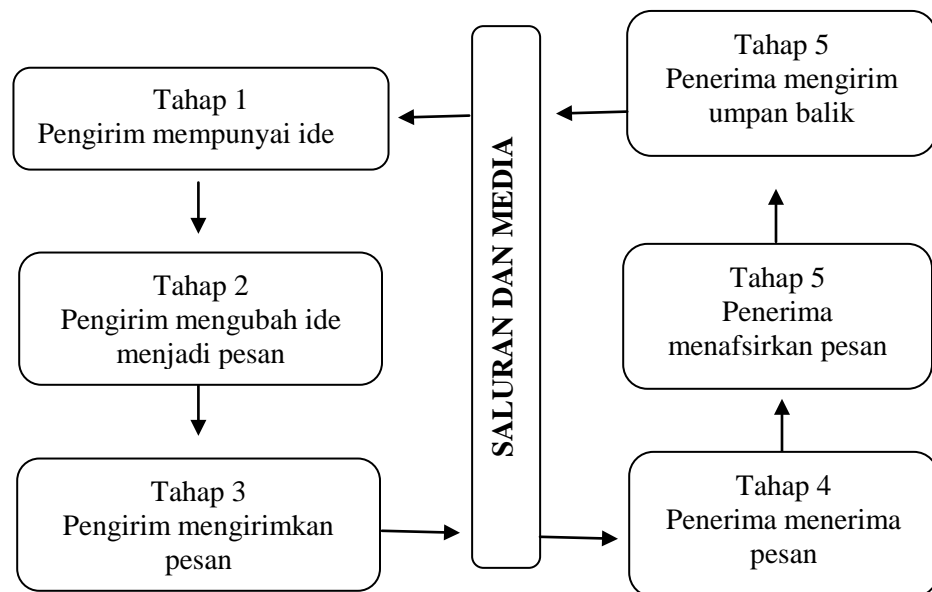 Tahap 1
Pengirim mempunyai ide
Tahap 2
Pengirim mengubah ide
menjadi pesan
Tahap 3
Pengirim mengirimkan
pesan
SALURAN DAN MEDIA
Tahap 4
Penerima menerima
pesan
Tahap 5
Penerima
menafsirkan pesan
Tahap 5
Penerima mengirim
umpan balik